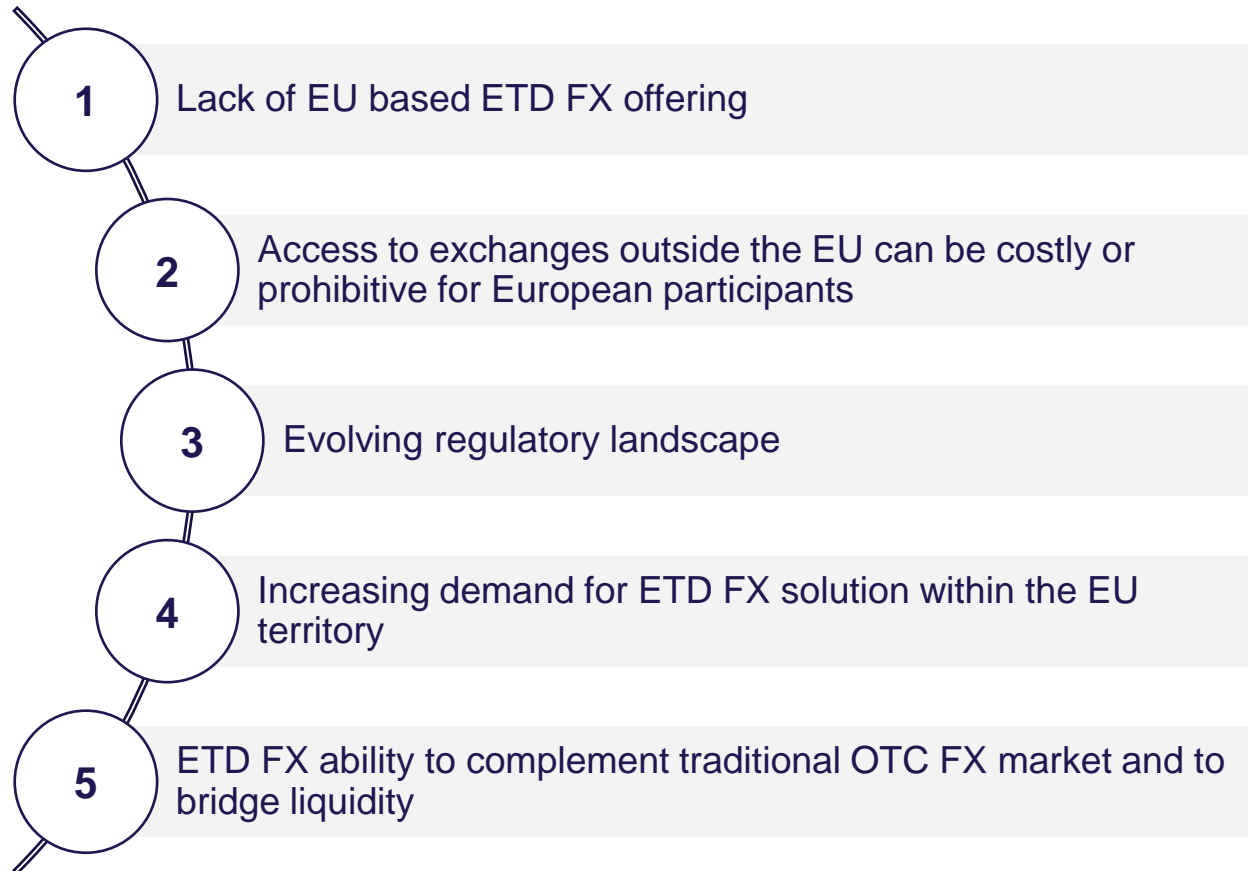 1
Lack of EU based ETD FX offering
2
Access to exchanges outside the EU can be costly or
prohibitive for European participants
3
Evolving regulatory landscape
4
Increasing demand for ETD FX solution within the EU
territory
5
ETD FX ability to complement traditional OTC FX market and to
bridge liquidity